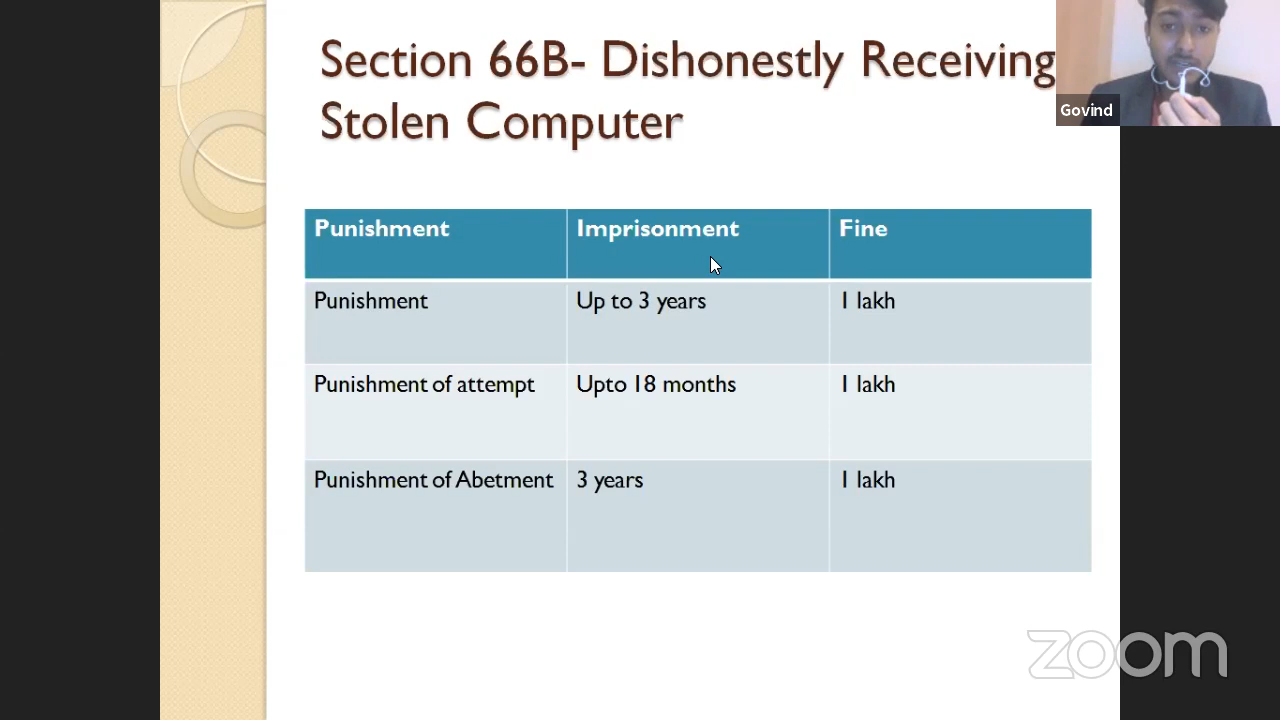 Section 66B- Dishonestly Receiving
Stolen Computer
Govind
Punishment Imprisonment Fine
Punishment Up to 3 years 1 lakh
Punishment of attempt Upto 18 months 1 lakh
Punishment of Abetment 3 years 1 lakh
zoom